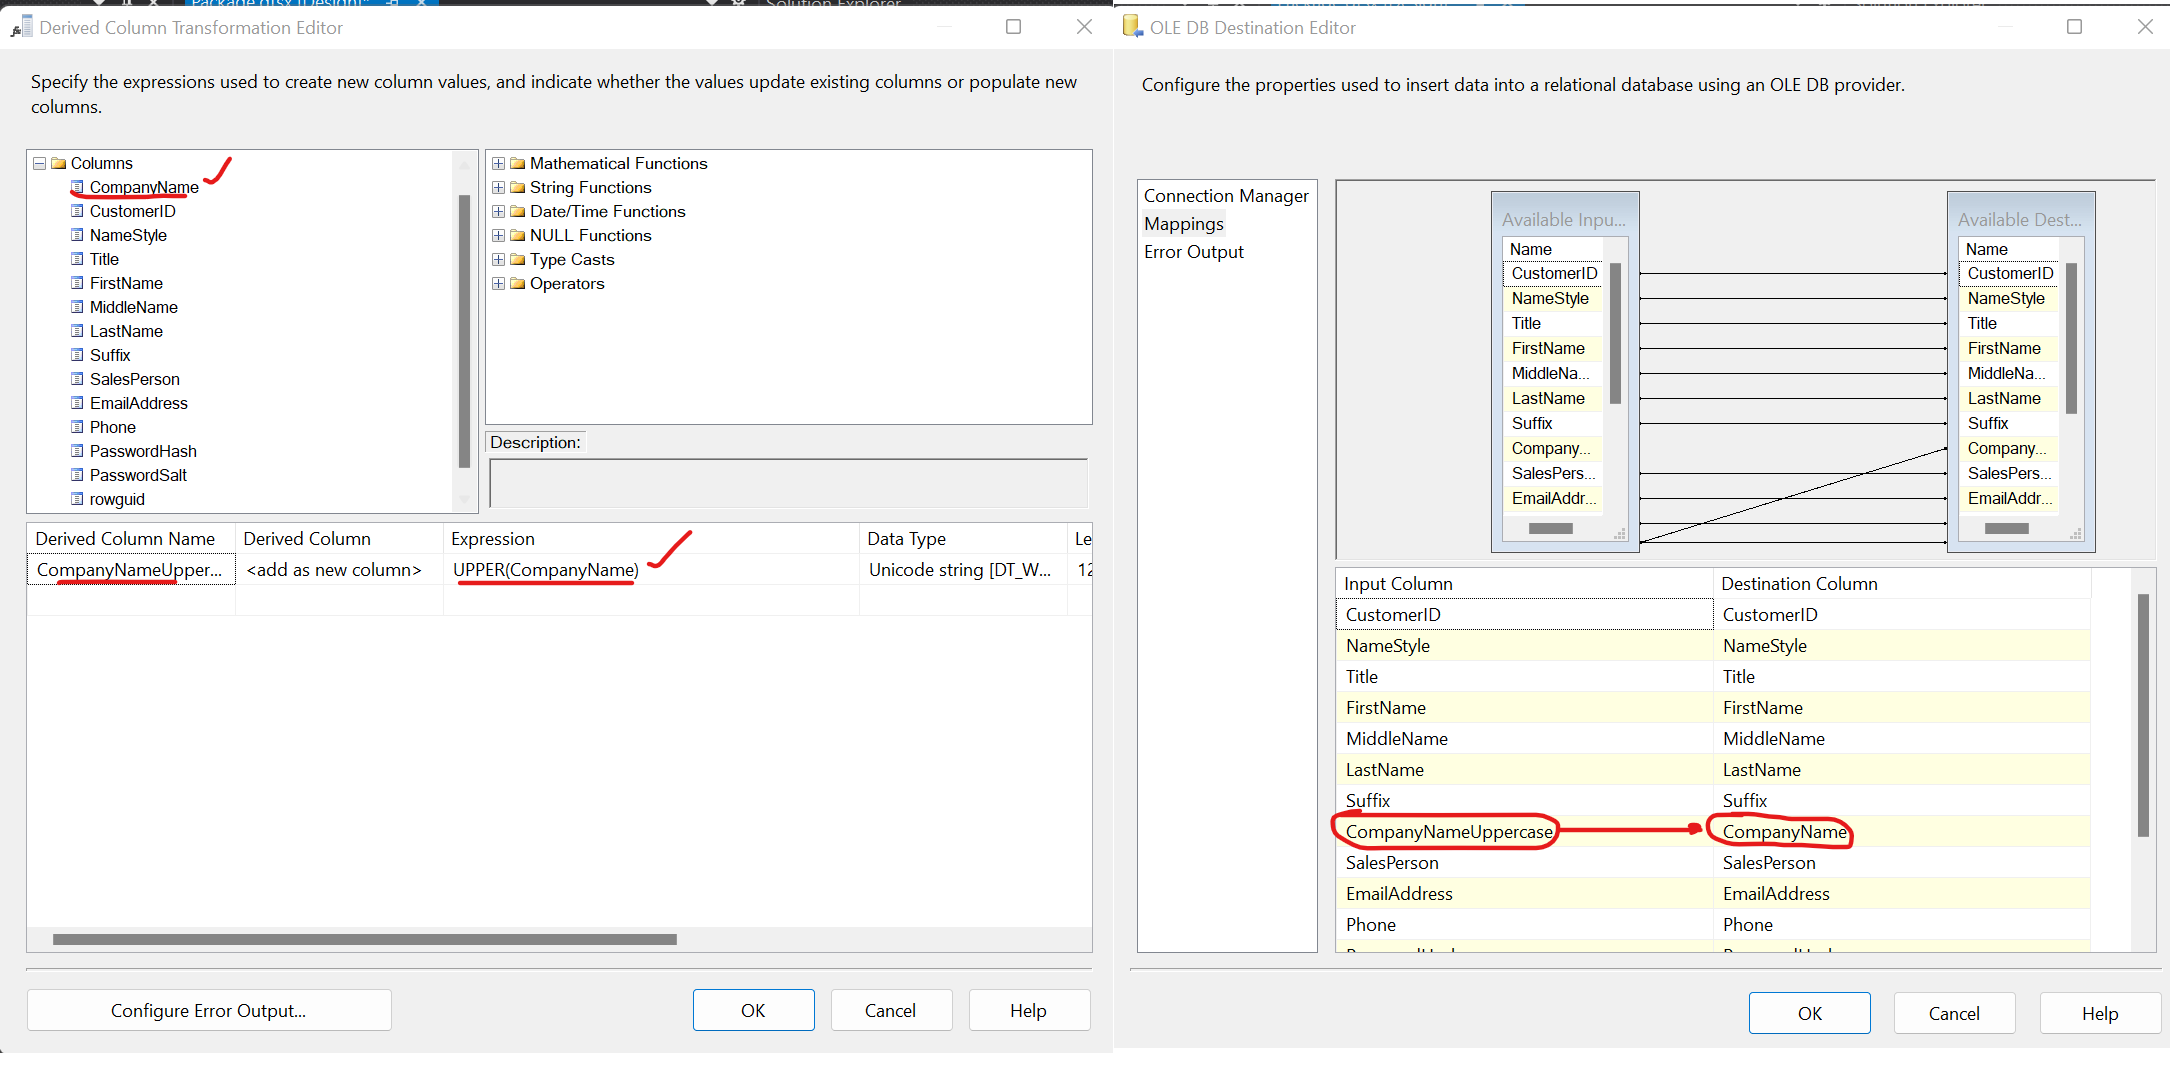 Package.dtsx [Design]*
Solution Explorer
Derived Column Transformation Editor
Specify the expressions used to create new column values, and indicate whether the values update existing columns or populate new
columns.
Columns
CompanyName
CustomerID
NameStyle
Title
FirstName
MiddleName
LastName
Suffix
SalesPerson
EmailAddress
Phone
PasswordHash
PasswordSalt
rowguid
Mathematical Functions
String Functions
Date/Time Functions
NULL Functions
Type Casts
Operators
Description:
Derived Column Name Derived Column Expression Data Type Le
CompanyNameUpper... <add as new column> UPPER(CompanyName) Unicode string [DT_W... 12
Configure Error Output... OK Cancel Help
OLE DB Destination Editor
Configure the properties used to insert data into a relational database using an OLE DB provider.
Connection Manager
Mappings
Error Output
Available Inpu...
Name
CustomerID
NameStyle
Title
FirstName
MiddleNa...
LastName
Suffix
Company...
SalesPers...
EmailAddr...
Available Dest...
Name
CustomerID
NameStyle
Title
FirstName
MiddleNa...
LastName
Suffix
Company...
SalesPers...
EmailAddr...
Input Column Destination Column
CustomerID CustomerID
NameStyle NameStyle
Title Title
FirstName FirstName
MiddleName MiddleName
LastName LastName
Suffix Suffix
CompanyNameUppercase CompanyName
SalesPerson SalesPerson
EmailAddress EmailAddress
Phone Phone
OK Cancel Help